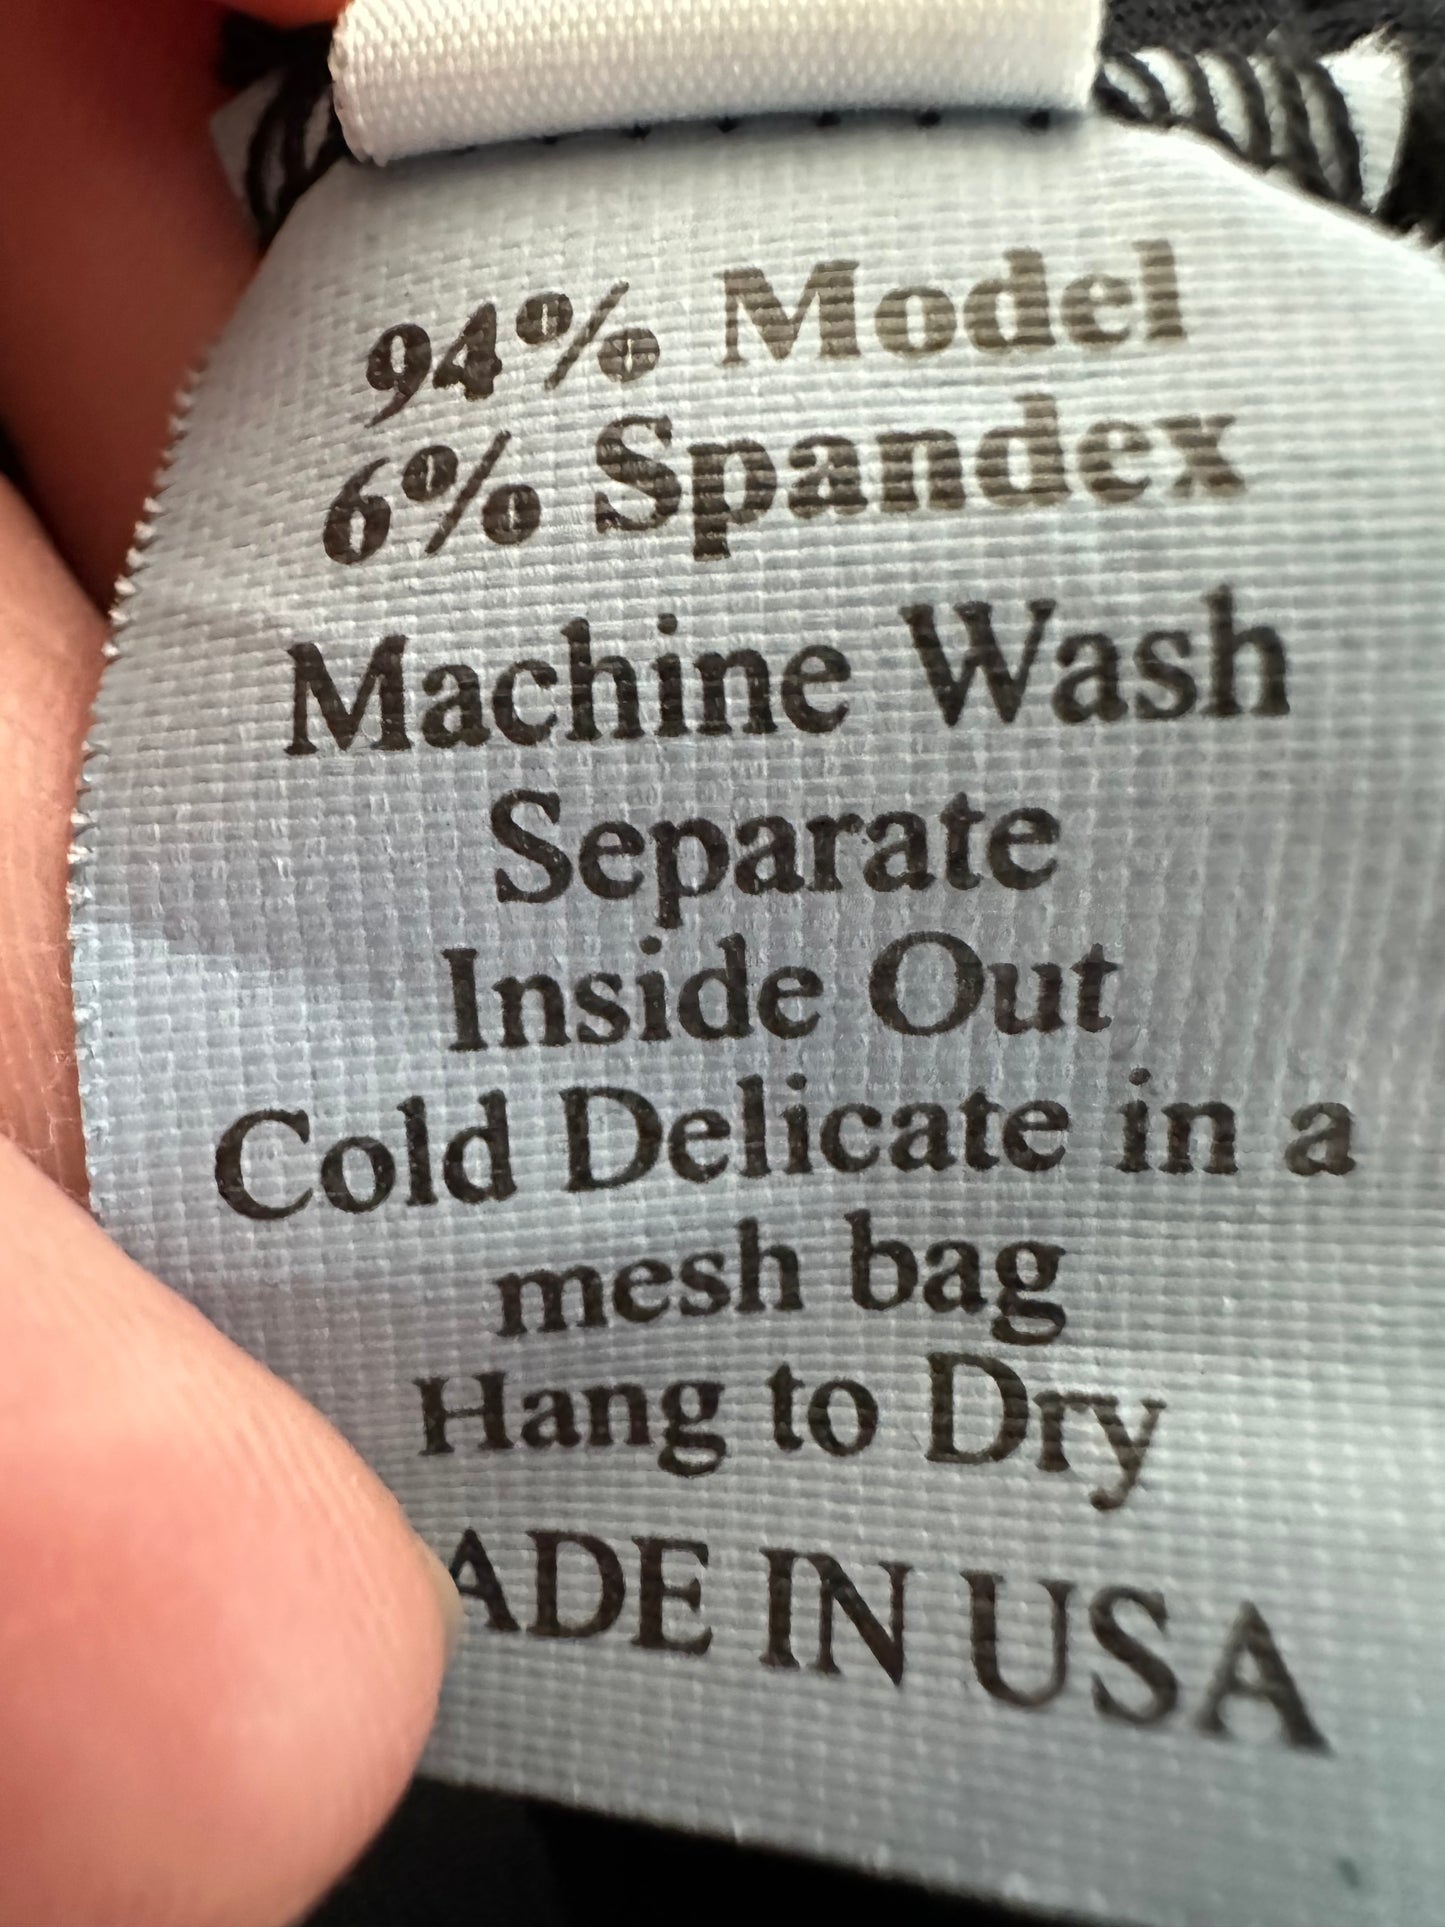 94% Model
6% Spandex
Machine Wash
Separate
Inside Out
Cold Delicate in a
mesh bag
Hang to Dry
ADE IN USA